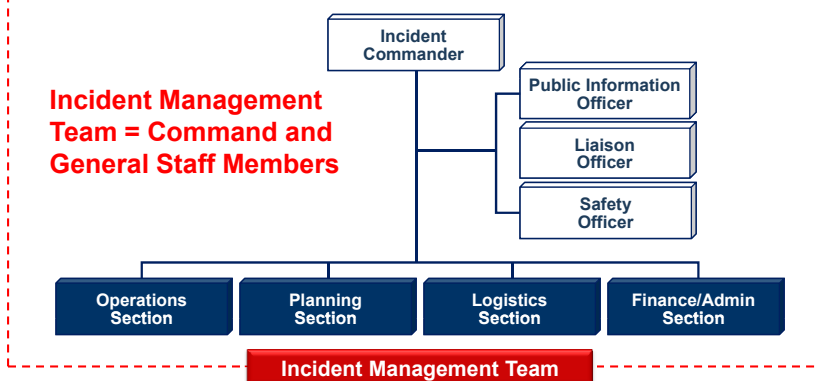 Incident
Commander
Public Information
Officer
Incident Management
Team = Command and
General Staff Members
Liaison
Officer
Safety
Officer
Operations
Section
Planning
Section
Logistics
Section
Finance/Admin
Section
Incident Management Team